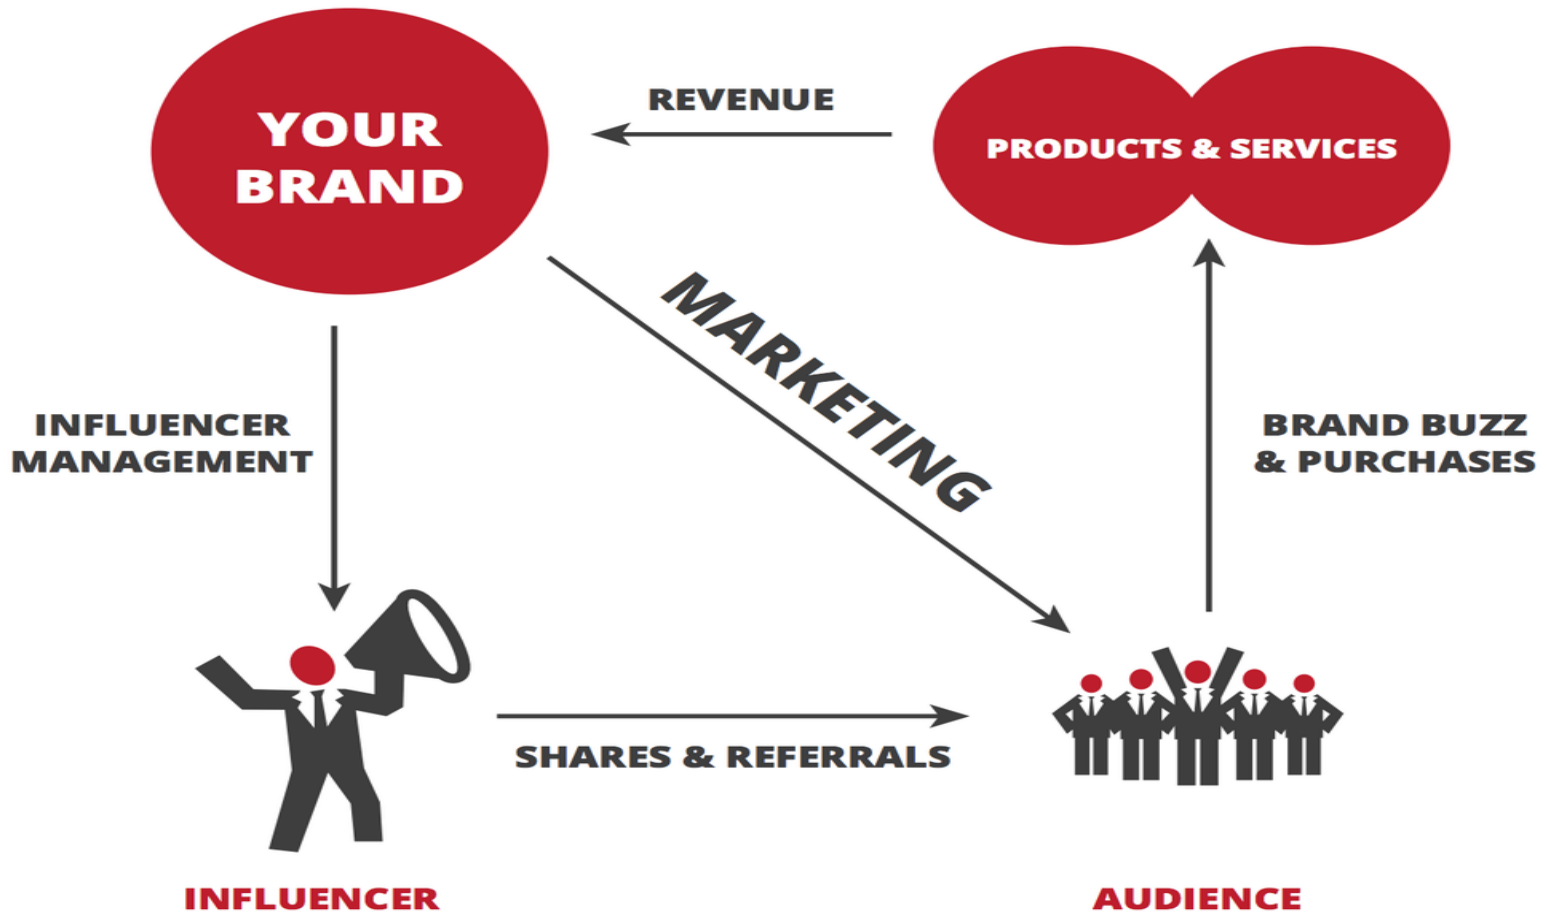 YOUR
BRAND
REVENUE
PRODUCTS & SERVICES
MARKETING
INFLUENCER
MANAGEMENT
BRAND BUZZ
& PURCHASES
SHARES & REFERRALS
INFLUENCER
AUDIENCE